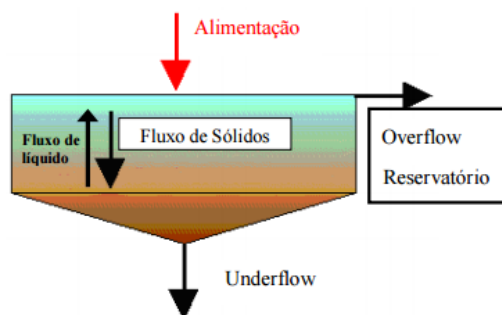 Alimentação
Fluxo de
líquido
Fluxo de Sólidos
Overflow
Reservatório
Underflow